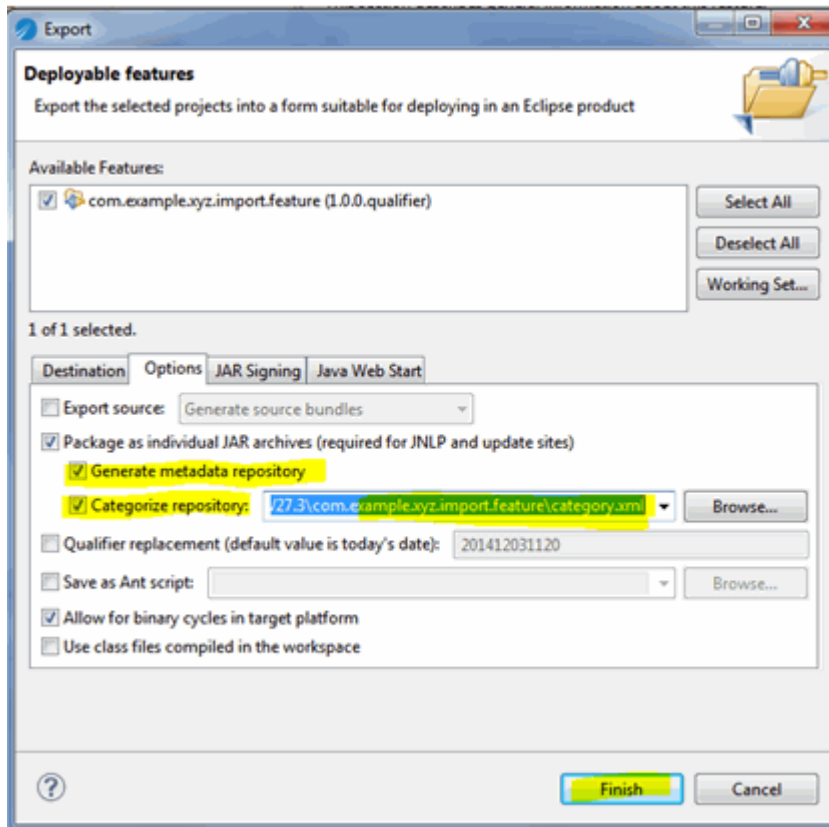 Export
Deployable features
Export the selected projects into a form suitable for deploying in an Eclipse product
Available Features:
com.example.xyz.import.feature (1.0.0.qualifier)
Select All
Deselect All
Working Set...
1 of 1 selected.
Destination Options JAR Signing Java Web Start
Export source: Generate source bundles
Package as individual JAR archives (required for JNLP and update sites)
Generate metadata repository
Categorize repository: /27.3\com.example.xyz.import.feature\category.xml Browse...
Qualifier replacement (default value is today's date): 201412031120
Save as Ant script: Browse...
Allow for binary cycles in target platform
Use class files compiled in the workspace
? Finish Cancel